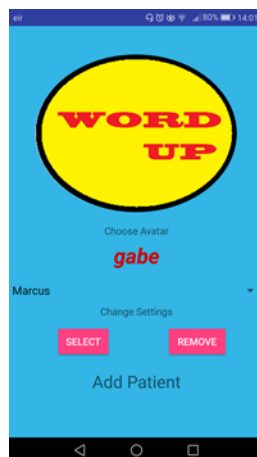 eir 80% 14:01
WORD
UP
Choose Avatar
gabe
Marcus
Change Settings
SELECT REMOVE
Add Patient